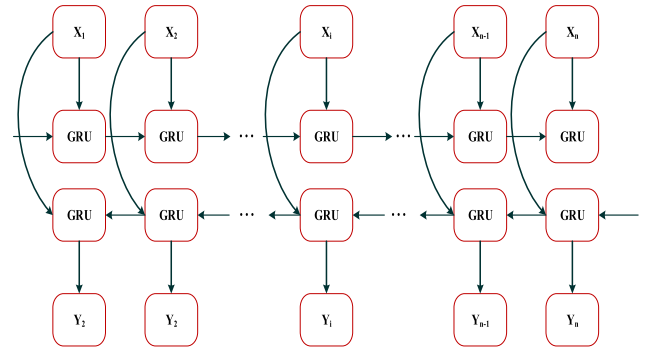 X₁ X₂ Xᵢ Xₙ₋₁ Xₙ
GRU GRU ... GRU ... GRU GRU
GRU GRU ... GRU ... GRU GRU
Y₂ Y₂ Yᵢ Yₙ₋₁ Yₙ